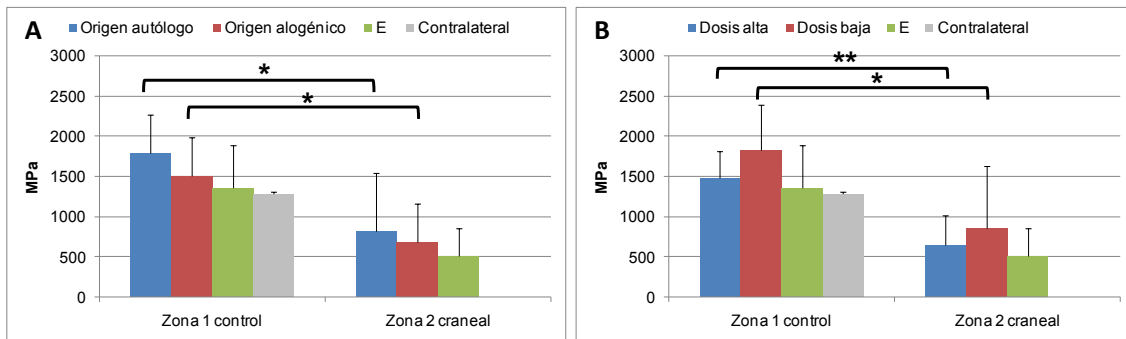 A
Origen autólogo Origen alogénico E Contralateral
3000
2500
2000
1500
1000
500
0
MPa
*
*
Zona 1 control Zona 2 craneal
B
Dosis alta Dosis baja E Contralateral
3000
2500
2000
1500
1000
500
0
MPa
**
*
Zona 1 control Zona 2 craneal